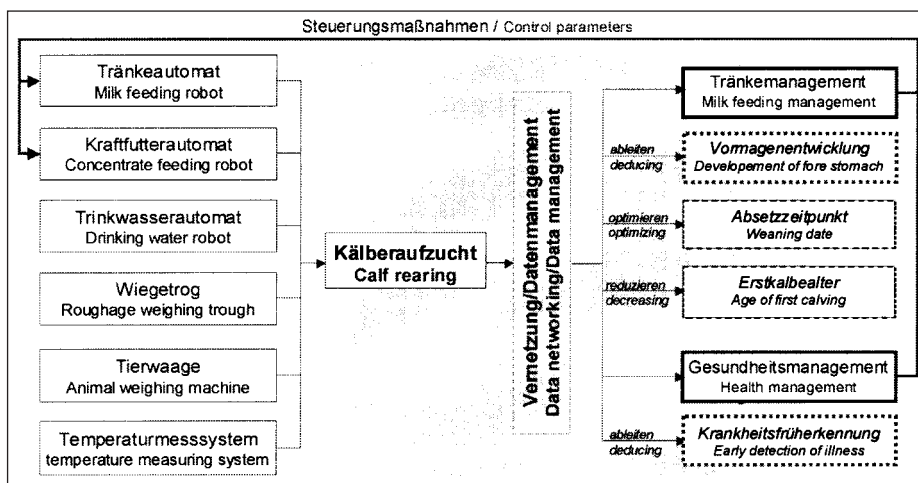 Steuerungsmaßnahmen / Control parameters
Tränkeautomat
Milk feeding robot
Kraftfutterautomat
Concentrate feeding robot
Trinkwasserautomat
Drinking water robot
Wiegetrog
Roughage weighing trough
Tierwaage
Animal weighing machine
Temperaturmesssystem
temperature measuring system
Kälberaufzucht
Calf rearing
Vernetzung/Datenmanagement
Data networking/Data management
Tränkemanagement
Milk feeding management
ableiten
deducing
Vormagenentwicklung
Developement of fore stomach
optimieren
optimizing
Absetzzeitpunkt
Weaning date
reduzieren
decreasing
Erstkalbealter
Age of first calving
Gesundheitsmanagement
Health management
ableiten
deducing
Krankheitsfrüherkennung
Early detection of illness